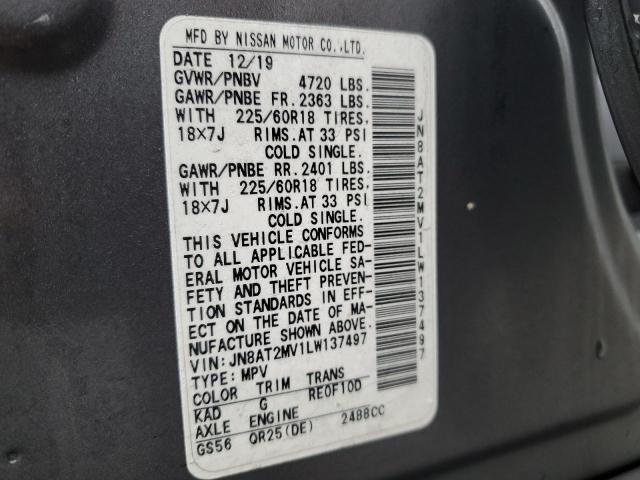 MFD BY NISSAN MOTOR CO.,LTD.
DATE 12/19
GVWR/PNBV 4720 LBS.
GAWR/PNBE FR. 2363 LBS.
WITH 225/60R18 TIRES,
18×7J RIMS.AT 33 PSI
COLD SINGLE.
GAWR/PNBE RR. 2401 LBS.
WITH 225/60R18 TIRES,
18×7J RIMS.AT 33 PSI
COLD SINGLE.
THIS VEHICLE CONFORMS
TO ALL APPLICABLE FED-
ERAL MOTOR VEHICLE SA-
FETY AND THEFT PREVEN-
TION STANDARDS IN EFF-
ECT ON THE DATE OF MA-
NUFACTURE SHOWN ABOVE.
VIN: JN8AT2MV1LW137497
TYPE: MPV
COLOR TRIM TRANS
KAD G RE0F10D
AXLE ENGINE
GS56 QR25(DE) 2488CC
JN8AT2MV1LW137497